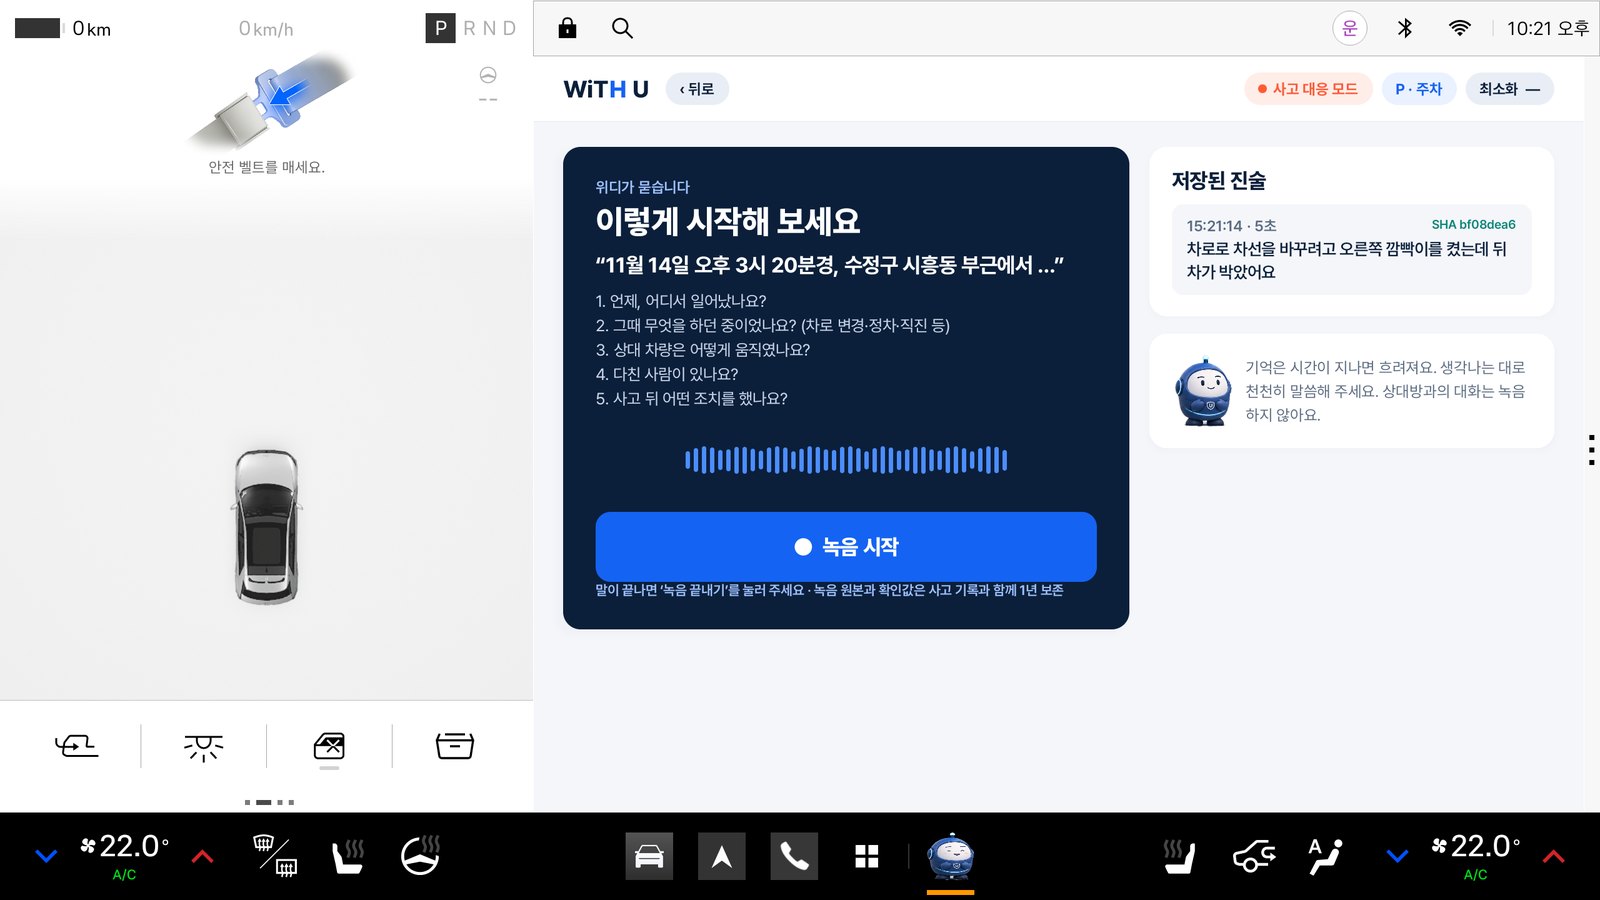 0 km
0 km/h
P R N D
안전 벨트를 매세요.
--
운
10:21 오후
WiTH U
‹ 뒤로
사고 대응 모드
P · 주차
최소화 —
위디가 묻습니다
이렇게 시작해 보세요
“11월 14일 오후 3시 20분경, 수정구 시흥동 부근에서 ...”
1. 언제, 어디서 일어났나요?
2. 그때 무엇을 하던 중이었나요? (차로 변경·정차·직진 등)
3. 상대 차량은 어떻게 움직였나요?
4. 다친 사람이 있나요?
5. 사고 뒤 어떤 조치를 했나요?
녹음 시작
말이 끝나면 ‘녹음 끝내기’를 눌러 주세요 · 녹음 원본과 확인값은 사고 기록과 함께 1년 보존
저장된 진술
15:21:14 · 5초
SHA bf08dea6
차로로 차선을 바꾸려고 오른쪽 깜빡이를 켰는데 뒤
차가 박았어요
기억은 시간이 지나면 흐려져요. 생각나는 대로
천천히 말씀해 주세요. 상대방과의 대화는 녹음
하지 않아요.
22.0°
A/C
A
22.0°
A/C